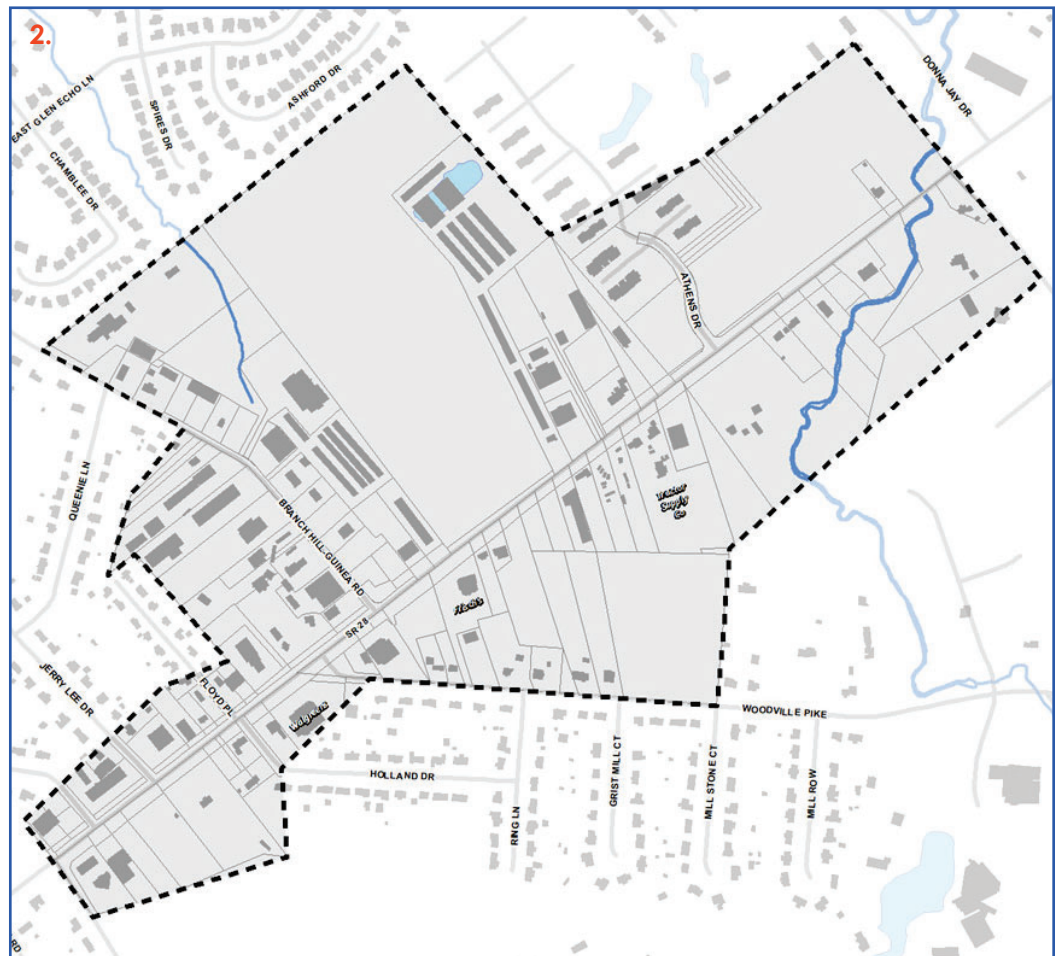 2.
EAST GLEN ECHO LN
SPIRES DR
ASHFORD DR
DONNA JAY DR
CHAMBLEE DR
ATHENS DR
QUEENIE LN
BRANCH HILL-GUINEA RD
Tractor
Supply
Co
SR 28
JERRY LEE DR
FLOYD PL
Walgreens
WOODVILLE PIKE
HOLLAND DR
RING LN
GRIST MILL CT
MILL STONE CT
MILL ROW
RD